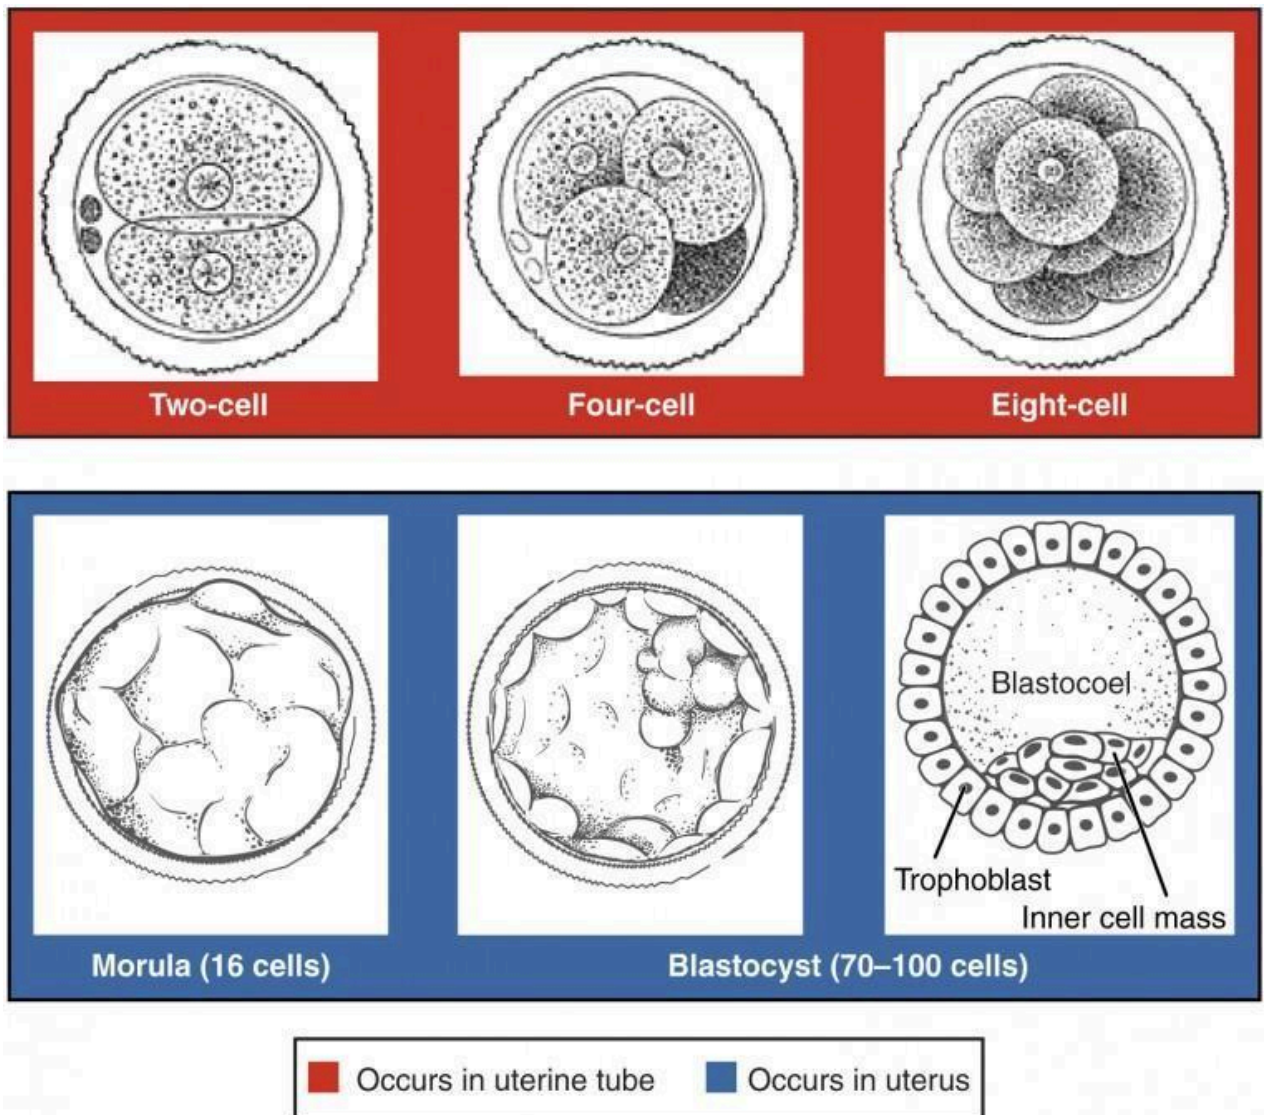 Two-cell
Four-cell
Eight-cell
Blastocoel
Trophoblast
Inner cell mass
Morula (16 cells)
Blastocyst (70–100 cells)
Occurs in uterine tube
Occurs in uterus